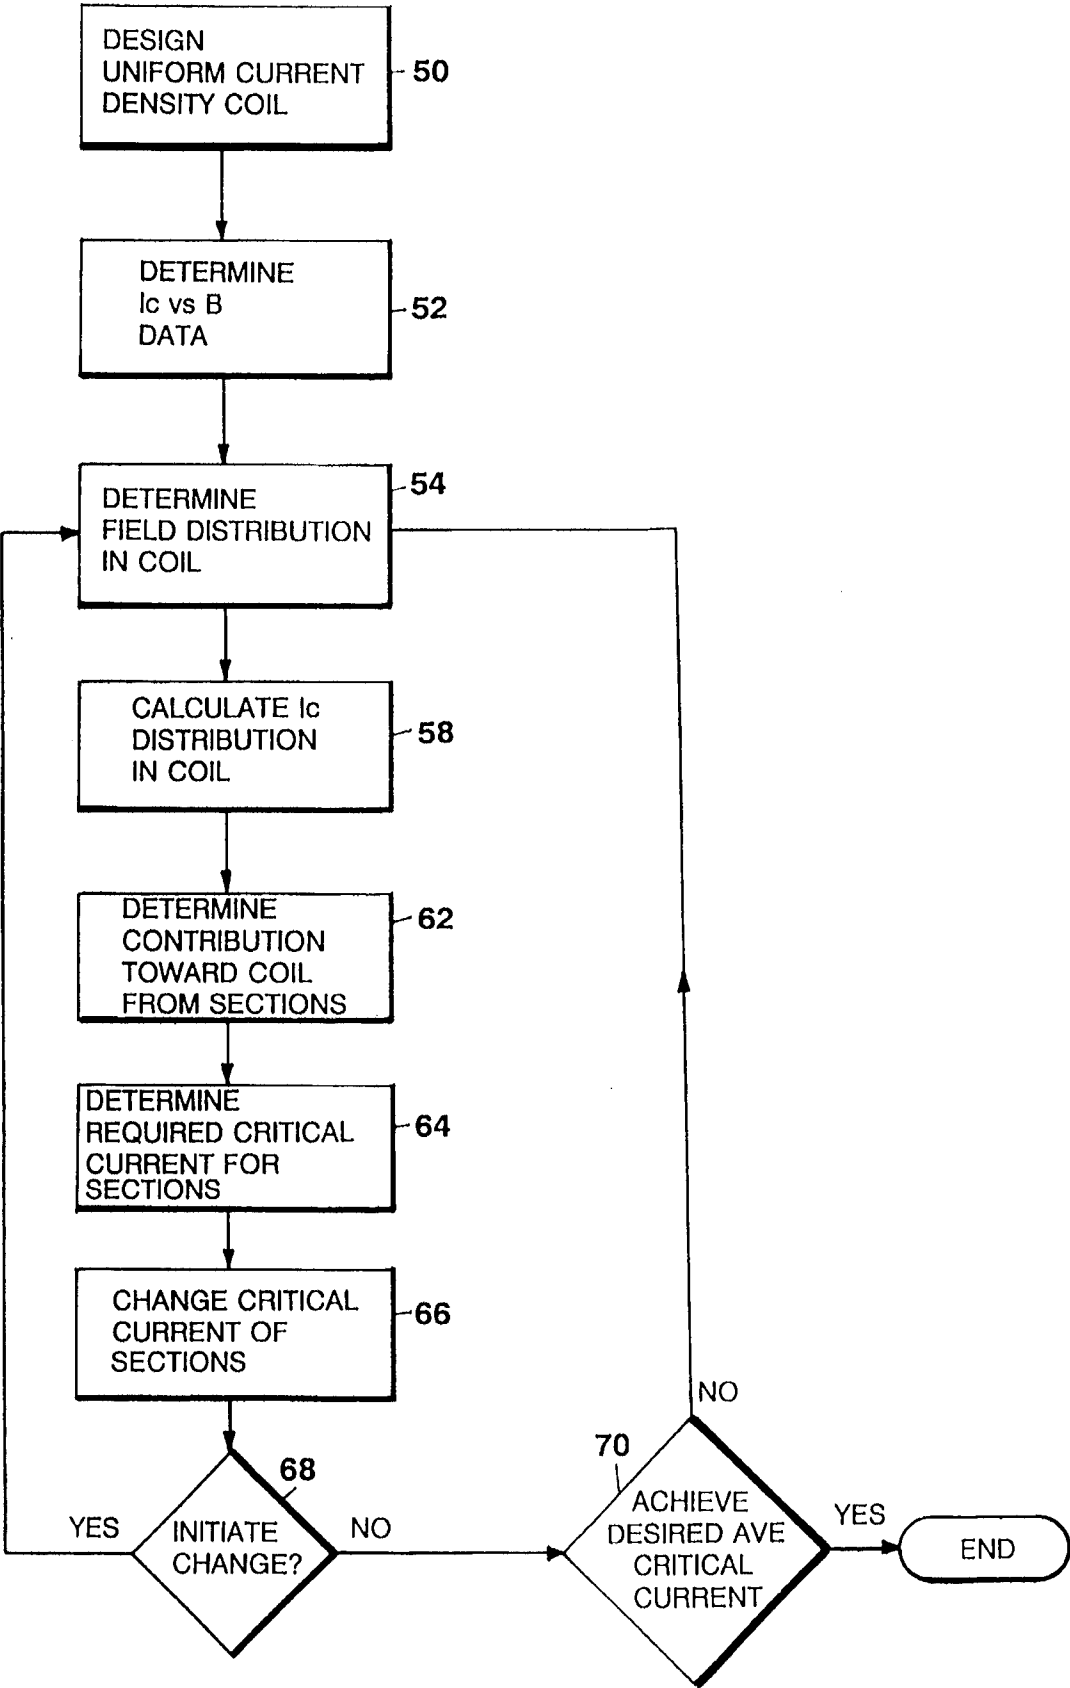 DESIGN
UNIFORM CURRENT
DENSITY COIL
50
DETERMINE
Ic vs B
DATA
52
DETERMINE
FIELD DISTRIBUTION
IN COIL
54
CALCULATE Ic
DISTRIBUTION
IN COIL
58
DETERMINE
CONTRIBUTION
TOWARD COIL
FROM SECTIONS
62
DETERMINE
REQUIRED CRITICAL
CURRENT FOR
SECTIONS
64
CHANGE CRITICAL
CURRENT OF
SECTIONS
66
68
YES
INITIATE
CHANGE?
NO
NO
70
ACHIEVE
DESIRED AVE
CRITICAL
CURRENT
YES
END